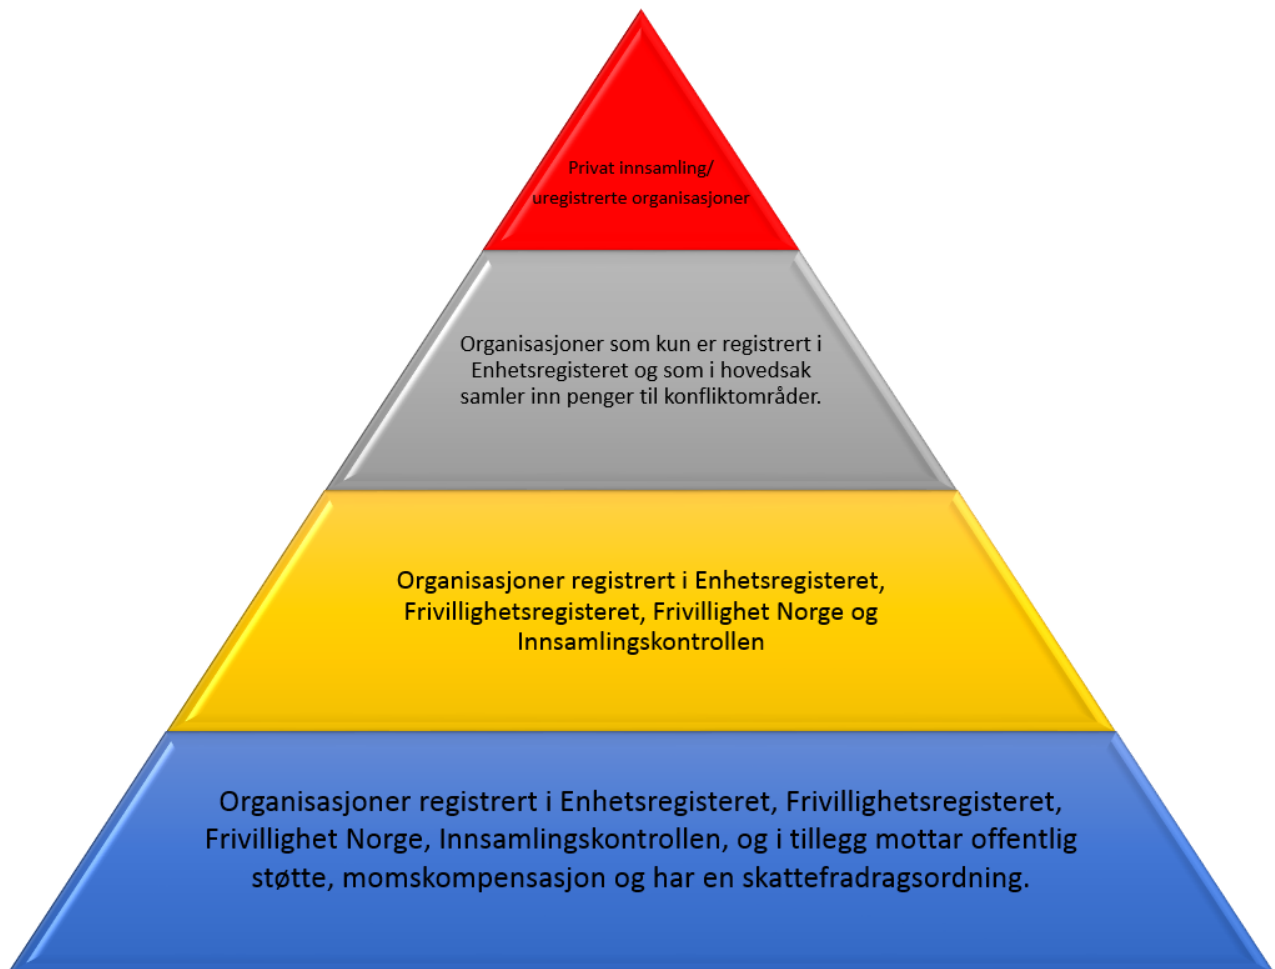 Privat innsamling/
uregistrerte organisasjoner
Organisasjoner som kun er registrert i
Enhetsregisteret og som i hovedsak
samler inn penger til konfliktområder.
Organisasjoner registrert i Enhetsregisteret,
Frivillighetsregisteret, Frivillighet Norge og
Innsamlingskontrollen
Organisasjoner registrert i Enhetsregisteret, Frivillighetsregisteret,
Frivillighet Norge, Innsamlingskontrollen, og i tillegg mottar offentlig
støtte, momskompensasjon og har en skattefradragsordning.